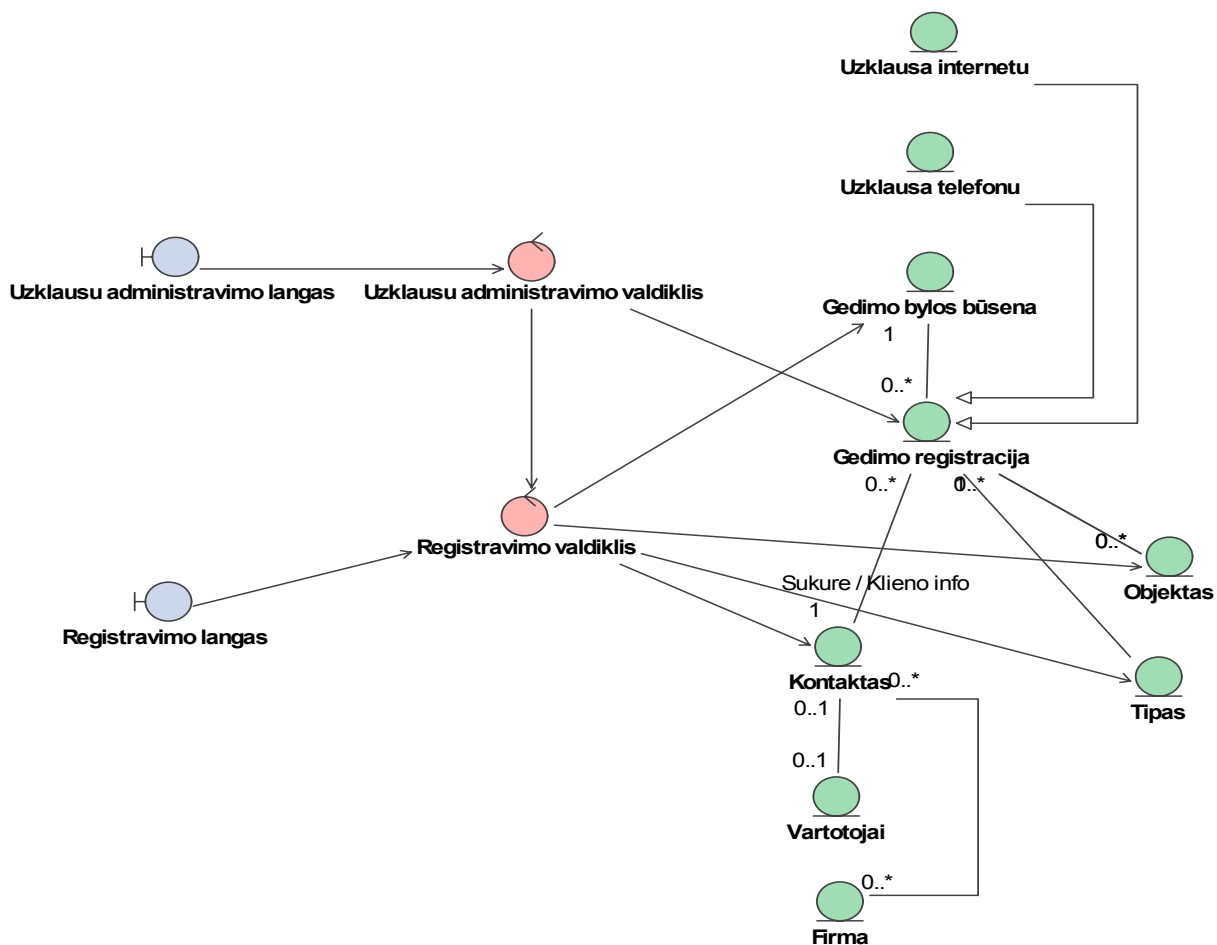 Uzklausa internetu
Uzklausa telefonu
Uzklausu administravimo langas
Uzklausu administravimo valdiklis
Gedimo bylos būsena
1
0..*
Gedimo registracija
0..*
1
0..*
Registravimo valdiklis
0..*
Objektas
Sukure / Klieno info
1
Registravimo langas
Kontaktas
0..*
Tipas
0..1
0..1
Vartotojai
0..*
Firma